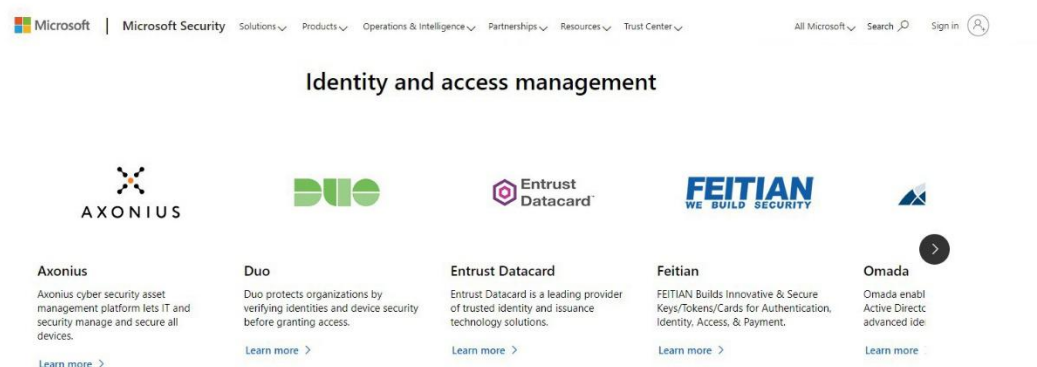 Microsoft | Microsoft Security Solutions Products Operations & Intelligence Partnerships Resources Trust Center All Microsoft Search Sign in
Identity and access management
AXONIUS
DUO
Entrust
Datacard
FEITIAN
WE BUILD SECURITY
Axonius
Axonius cyber security asset
management platform lets IT and
security manage and secure all
devices.
Learn more >
Duo
Duo protects organizations by
verifying identities and device security
before granting access.
Learn more >
Entrust Datacard
Entrust Datacard is a leading provider
of trusted identity and issuance
technology solutions.
Learn more >
Feitian
FEITIAN Builds Innovative & Secure
Keys/Tokens/Cards for Authentication,
Identity, Access, & Payment.
Learn more >
Omada
Omada enabl
Active Directo
advanced ide
Learn more